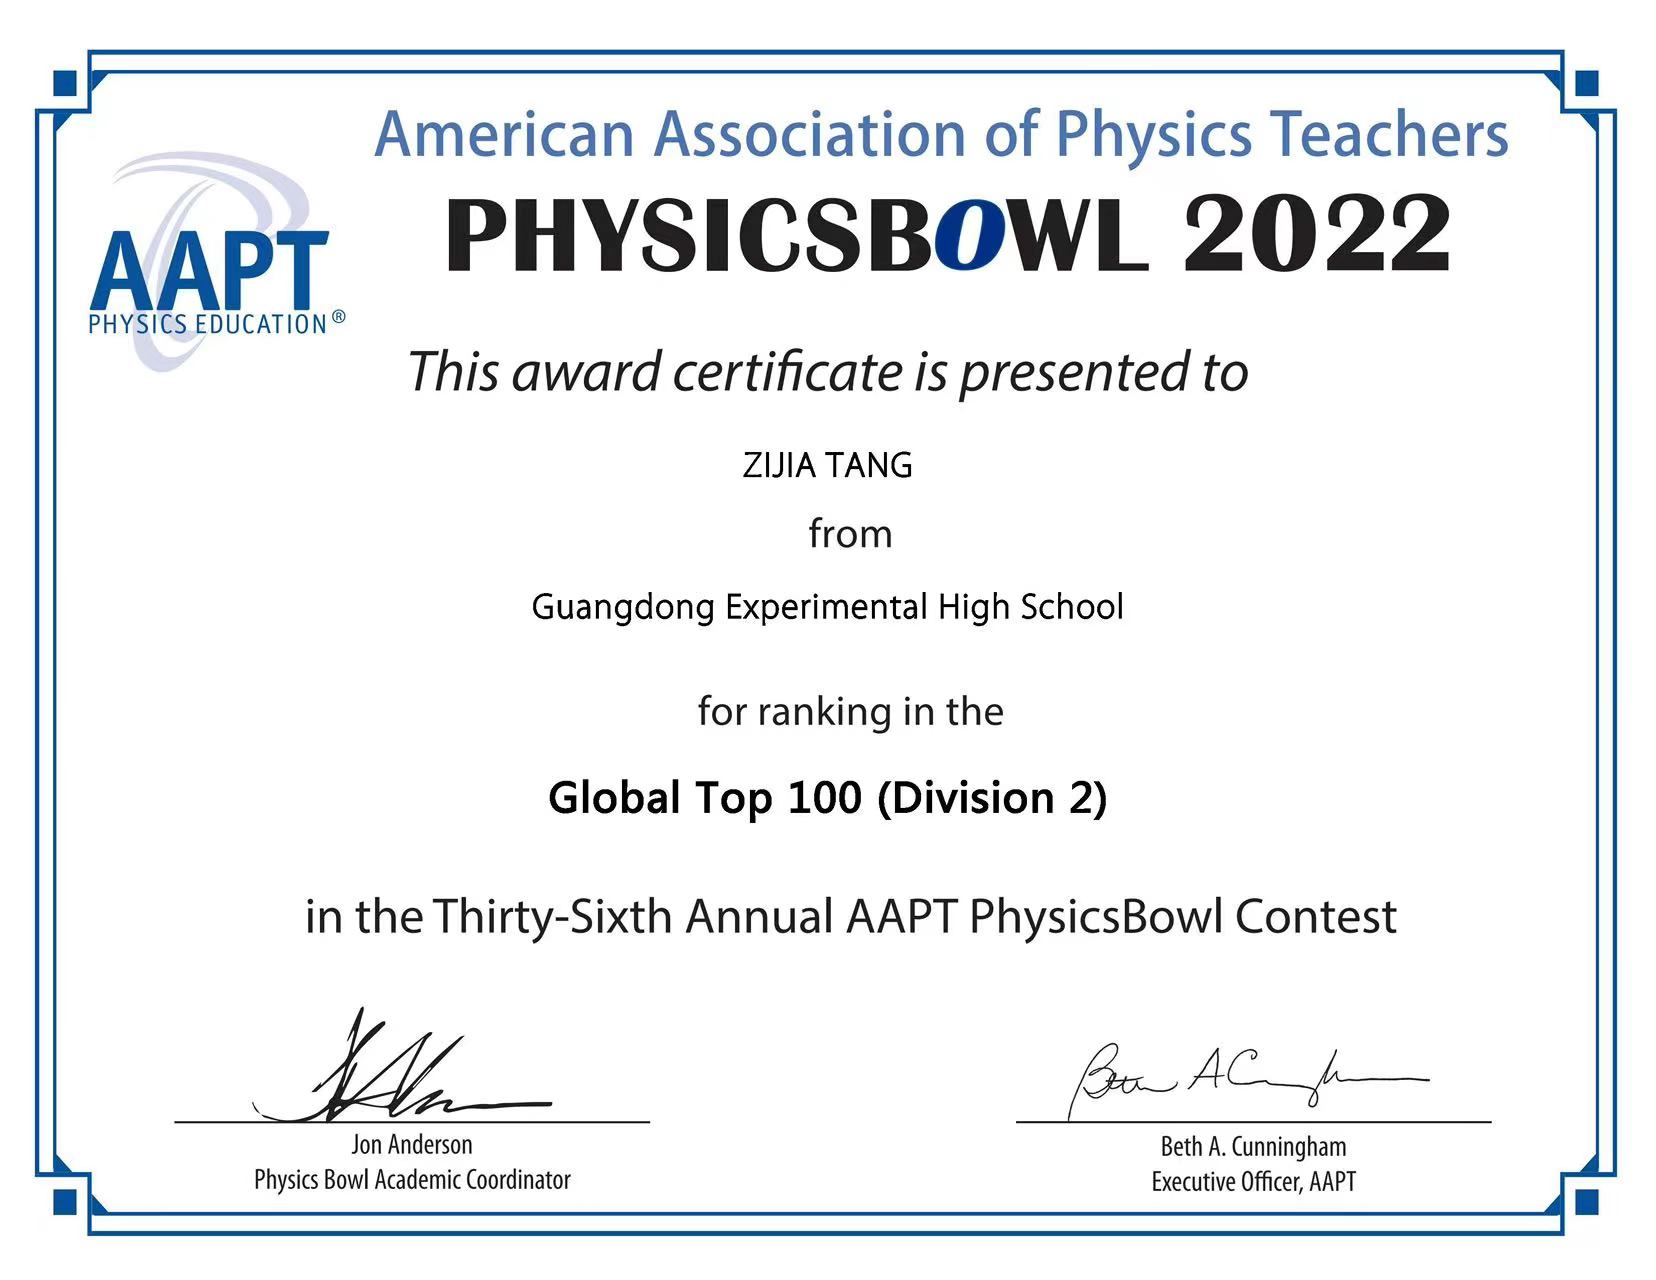 American Association of Physics Teachers
AAPT
PHYSICS EDUCATION®
PHYSICSBOWL 2022
This award certificate is presented to
ZIJIA TANG
from
Guangdong Experimental High School
for ranking in the
Global Top 100 (Division 2)
in the Thirty-Sixth Annual AAPT PhysicsBowl Contest
Beth A Cunningham
Jon Anderson
Physics Bowl Academic Coordinator
Beth A. Cunningham
Executive Officer, AAPT